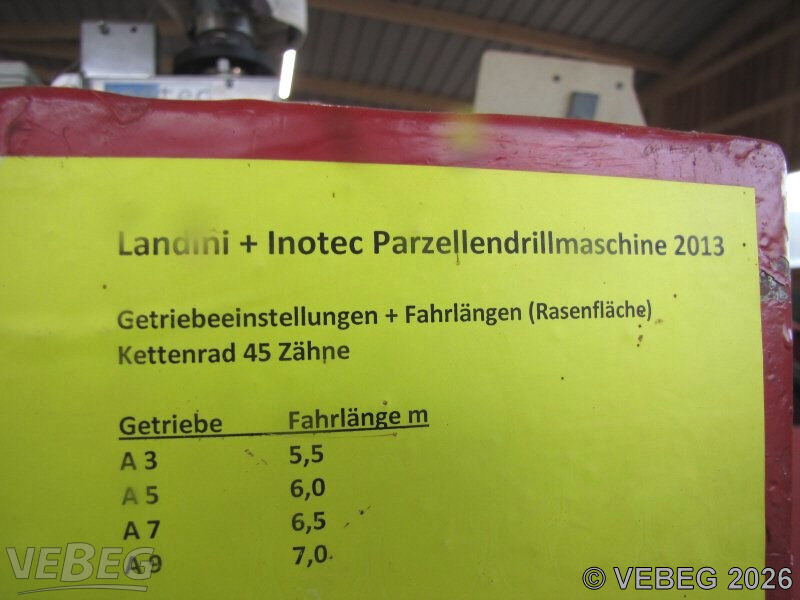 Landini + Inotec Parzellendrillmaschine 2013
Getriebeeinstellungen + Fahrlängen (Rasenfläche)
Kettenrad 45 Zähne
Getriebe Fahrlänge m
A 3 5,5
A 5 6,0
A 7 6,5
A 9 7,0
VEBEG
© VEBEG 2026